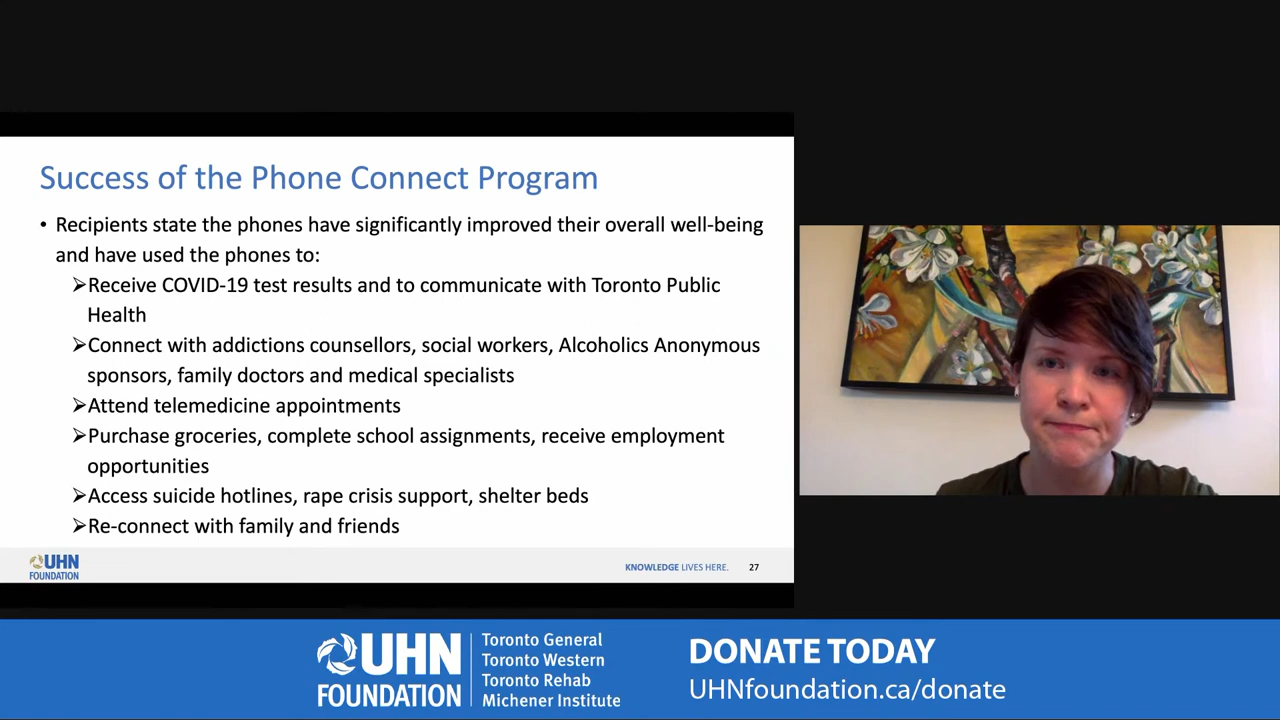 Success of the Phone Connect Program
• Recipients state the phones have significantly improved their overall well-being
and have used the phones to:
➢Receive COVID-19 test results and to communicate with Toronto Public
Health
➢Connect with addictions counsellors, social workers, Alcoholics Anonymous
sponsors, family doctors and medical specialists
➢Attend telemedicine appointments
➢Purchase groceries, complete school assignments, receive employment
opportunities
➢Access suicide hotlines, rape crisis support, shelter beds
➢Re-connect with family and friends
UHN
FOUNDATION
KNOWLEDGE LIVES HERE.
27
UHN
FOUNDATION
Toronto General
Toronto Western
Toronto Rehab
Michener Institute
DONATE TODAY
UHNfoundation.ca/donate